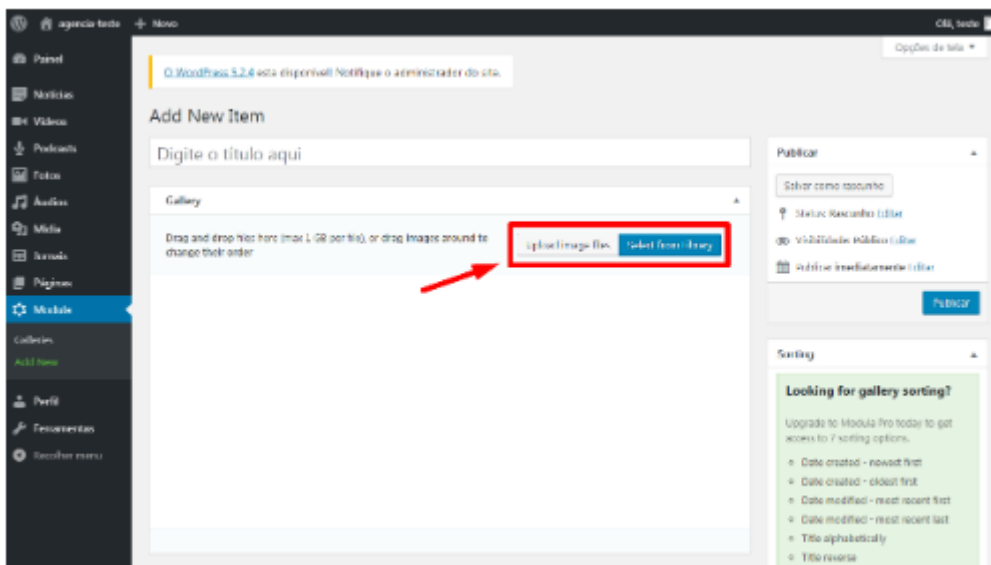 agencia-teste
Novo
Olá, teste
Opções de tela
Painel
O WordPress 5.2.4 está disponível! Notifique o administrador do site.
Notícias
Vídeos
Add New Item
Podcasts
Digite o título aqui
Publicar
Fotos
Salvar como rascunho
Áudios
Gallery
Status: Rascunho Editar
Mídia
Drag and drop files here (max 1 GB per file), or drag images around to
change their order
Upload image files
Select from Library
Visibilidade: Público Editar
Jornais
Publicar imediatamente Editar
Páginas
Modula
Publicar
Galleries
Add New
Sorting
Perfil
Looking for gallery sorting?
Ferramentas
Upgrade to Modula Pro today to get
access to 7 sorting options.
Recolher menu
Date created - newest first
Date created - oldest first
Date modified - most recent first
Date modified - most recent last
Title alphabetically
Title reverse